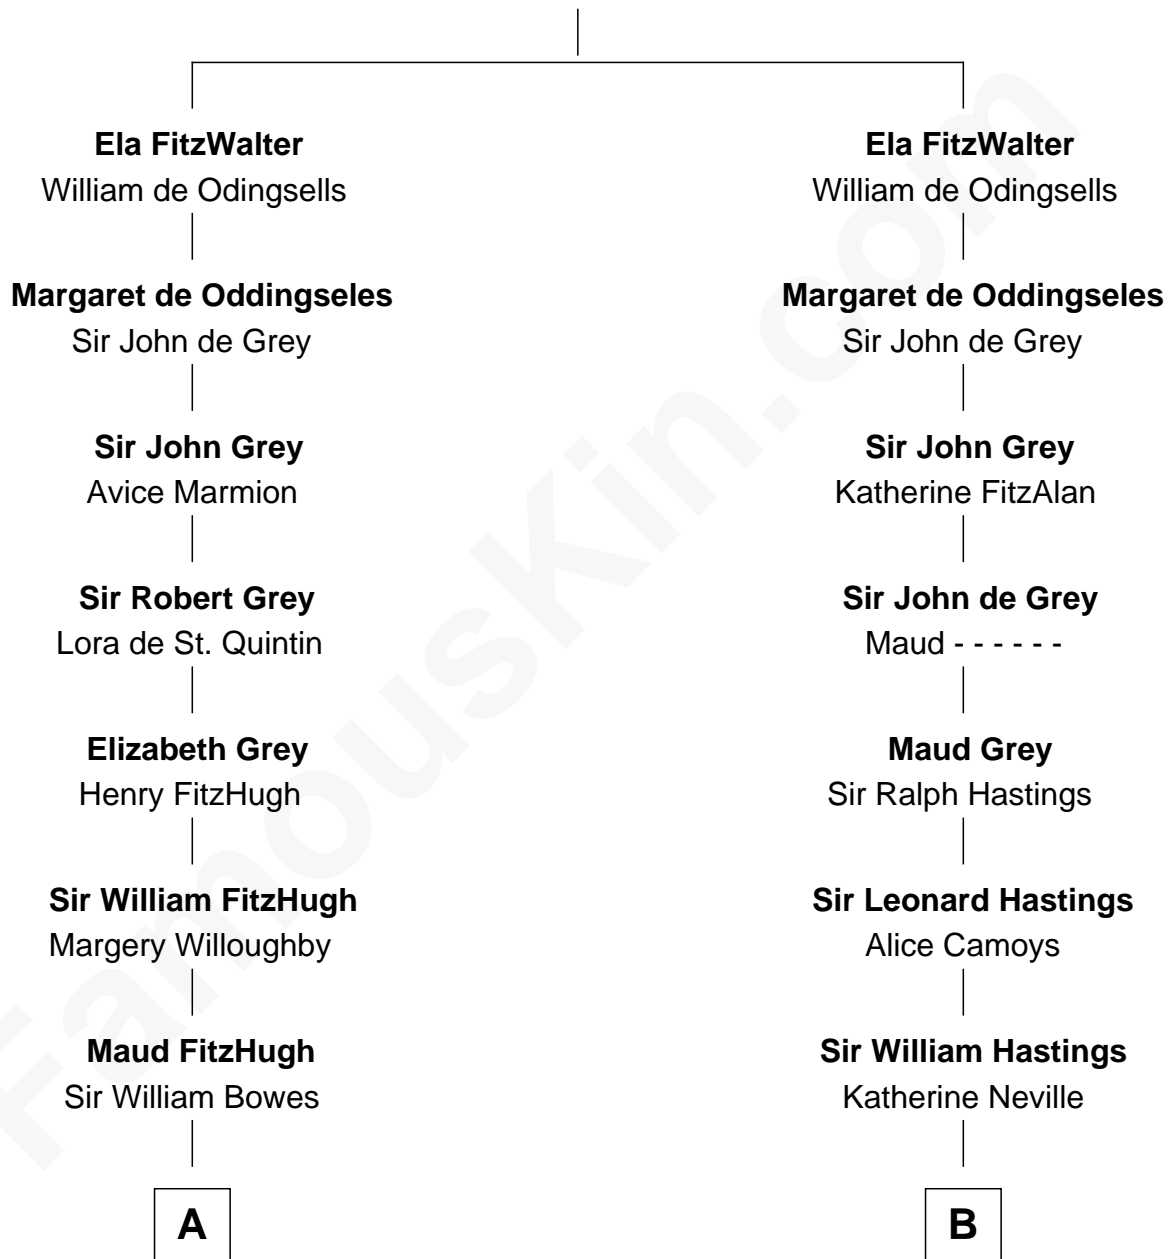 Ela FitzWalter
William de Odingsells
Margaret de Oddingseles
Sir John de Grey
Sir John Grey
Avice Marmion
Sir Robert Grey
Lora de St. Quintin
Elizabeth Grey
Henry FitzHugh
Sir William FitzHugh
Margery Willoughby
Maud FitzHugh
Sir William Bowes
A
Ela FitzWalter
William de Odingsells
Margaret de Oddingseles
Sir John de Grey
Sir John Grey
Katherine FitzAlan
Sir John de Grey
Maud - - - - - -
Maud Grey
Sir Ralph Hastings
Sir Leonard Hastings
Alice Camoys
Sir William Hastings
Katherine Neville
B
FamousKin.com